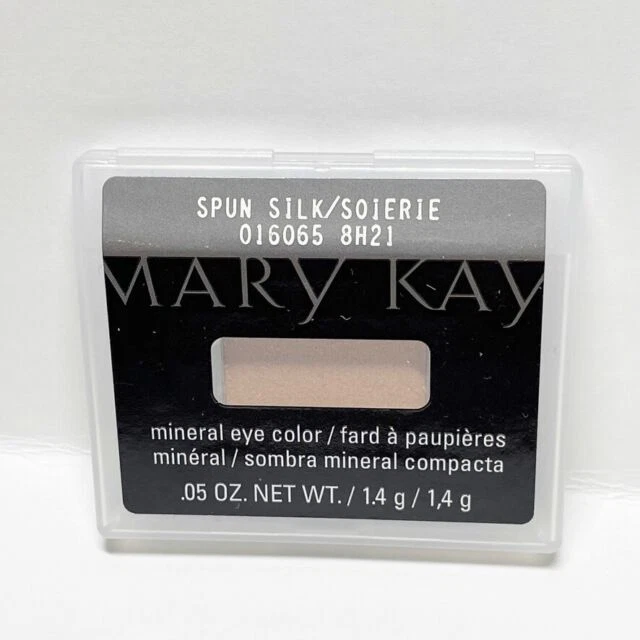 SPUN SILK/SOIERIE
016065 8H21
MARY KAY
mineral eye color / fard à paupières
minéral / sombra mineral compacta
.05 OZ. NET WT. / 1.4 g / 1,4 g